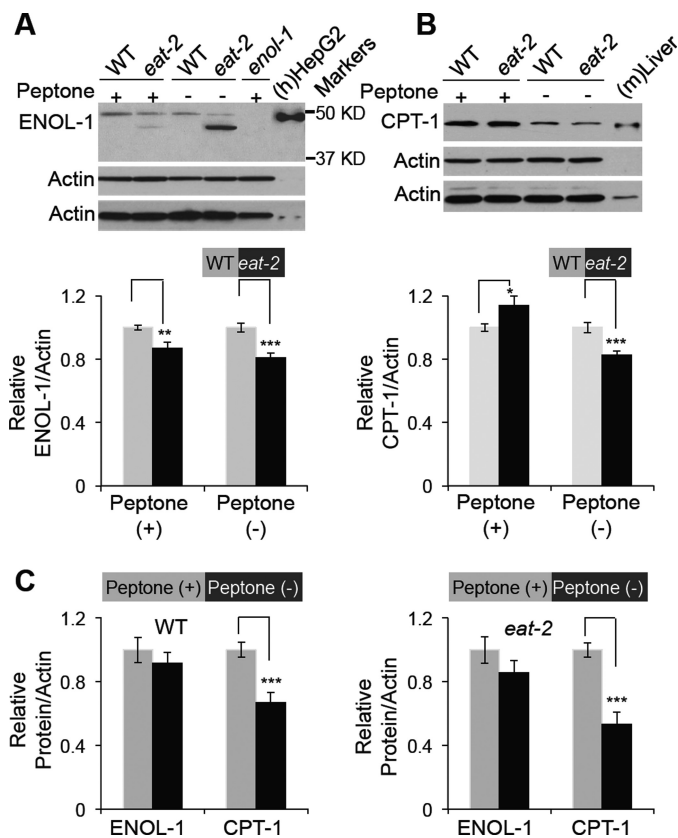 A
WT eat-2 WT eat-2 enol-1 (h)HepG2 Markers
Peptone + + - - +
ENOL-1
50 KD
37 KD
Actin
Actin
WT eat-2
1.2
0.8
0.4
0
Relative
ENOL-1/Actin
** ***
Peptone Peptone
(+) (-)
B
WT eat-2 WT eat-2 (m)Liver
Peptone + + - -
CPT-1
Actin
Actin
WT eat-2
1.2
0.8
0.4
0
Relative
CPT-1/Actin
* ***
Peptone Peptone
(+) (-)
C
Peptone (+) Peptone (-)
WT
1.2
0.8
0.4
0
Relative
Protein/Actin
***
ENOL-1 CPT-1
Peptone (+) Peptone (-)
eat-2
1.2
0.8
0.4
0
Relative
Protein/Actin
***
ENOL-1 CPT-1